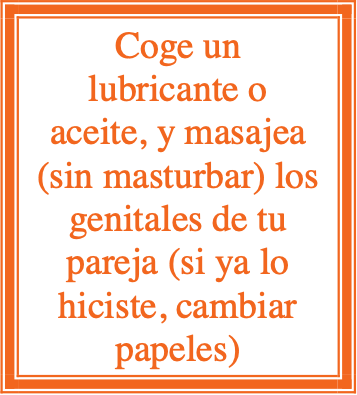 Coge un
lubricante o
aceite, y masajea
(sin masturbar) los
genitales de tu
pareja (si ya lo
hiciste, cambiar
papeles)